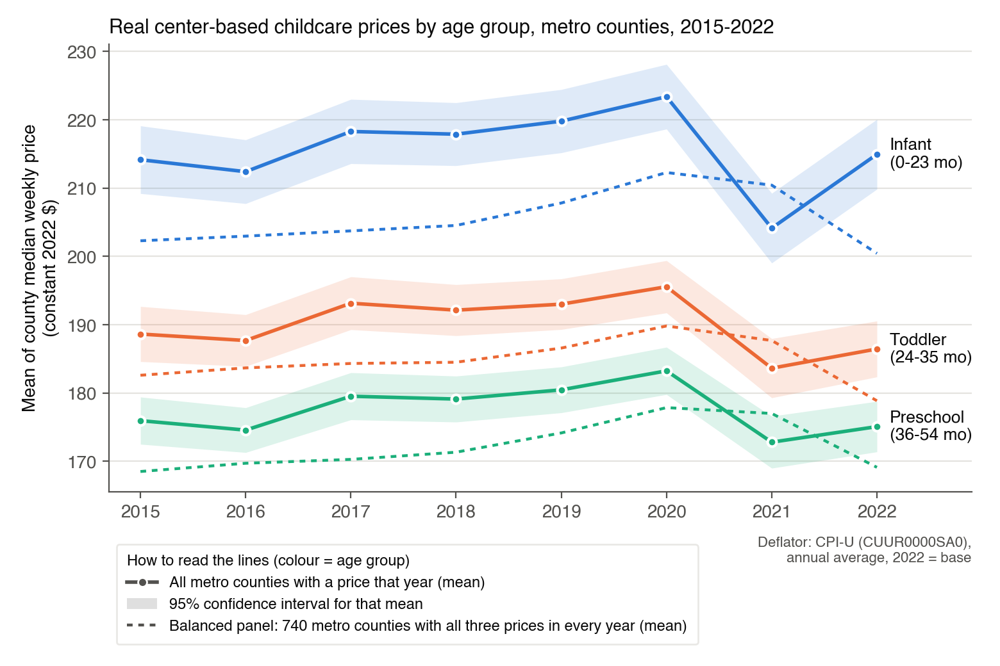 Real center-based childcare prices by age group, metro counties, 2015-2022
Mean of county median weekly price
(constant 2022 $)
230
220
210
200
190
180
170
2015
2016
2017
2018
2019
2020
2021
2022
Infant
(0-23 mo)
Toddler
(24-35 mo)
Preschool
(36-54 mo)
Deflator: CPI-U (CUUR0000SA0),
annual average, 2022 = base
How to read the lines (colour = age group)
All metro counties with a price that year (mean)
95% confidence interval for that mean
Balanced panel: 740 metro counties with all three prices in every year (mean)